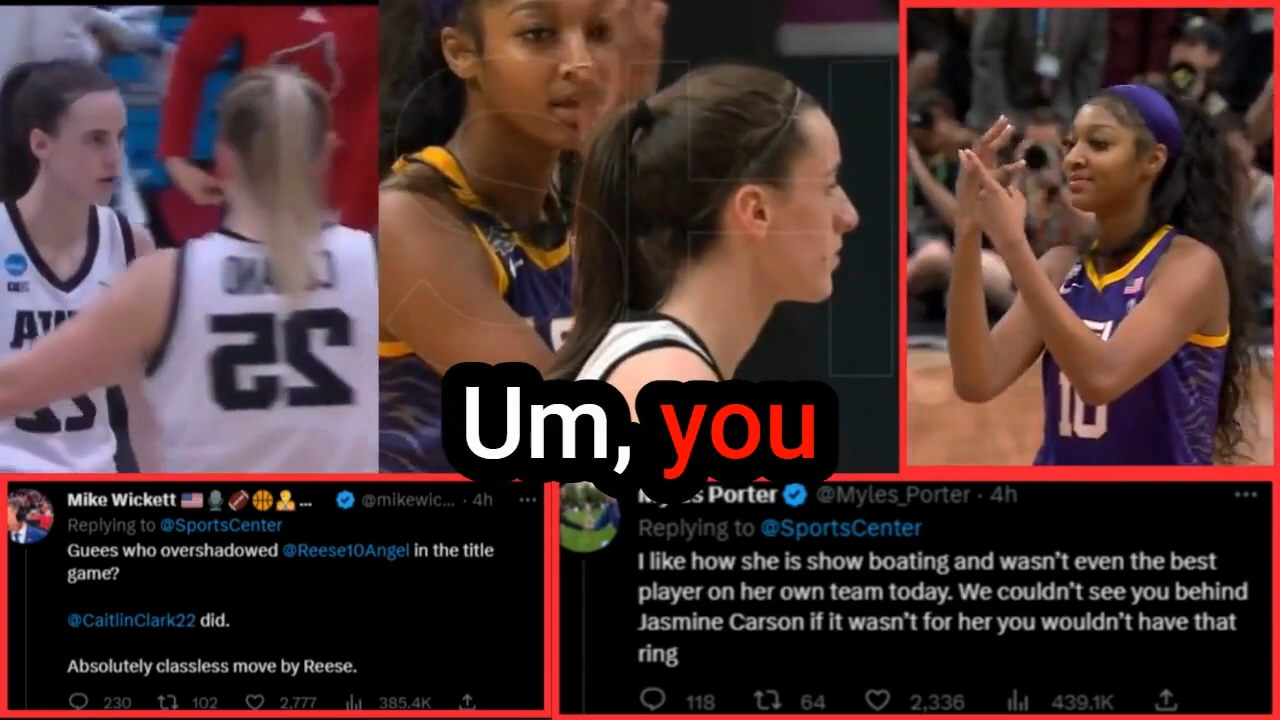 25
10
Um, you
Mike Wickett @mikewic... · 4h
Replying to @SportsCenter
Guees who overshadowed @Reese10Angel in the title
game?
@CaitlinClark22 did.
Absolutely classless move by Reese.
230 102 2,777 385.4K
Porter @Myles_Porter · 4h
Replying to @SportsCenter
I like how she is show boating and wasn't even the best
player on her own team today. We couldn't see you behind
Jasmine Carson if it wasn't for her you wouldn't have that
ring
118 64 2,336 439.1K